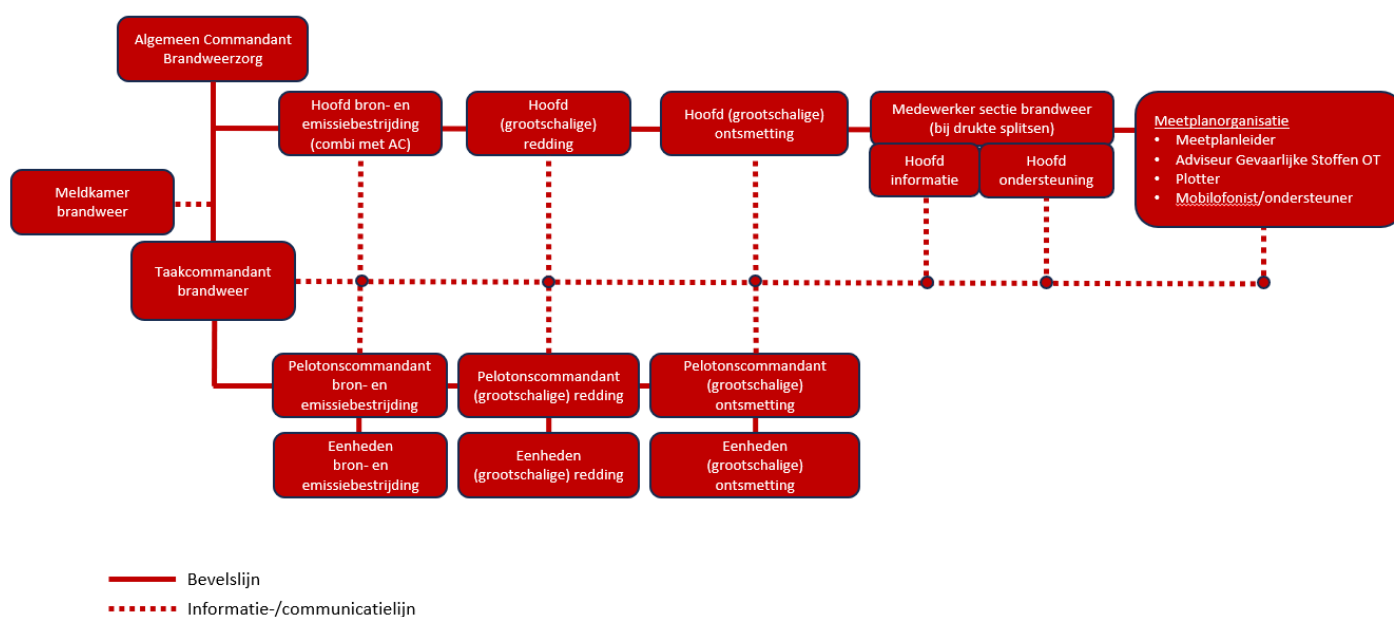 Algemeen Commandant
Brandweerzorg
Hoofd bron- en
emissiebestrijding
(combi met AC)
Hoofd
(grootschalige)
redding
Hoofd (grootschalige)
ontsmetting
Medewerker sectie brandweer
(bij drukte splitsen)
Hoofd
informatie
Hoofd
ondersteuning
Meetplanorganisatie
• Meetplanleider
• Adviseur Gevaarlijke Stoffen OT
• Plotter
• Mobilofonist/ondersteuner
Meldkamer
brandweer
Taakcommandant
brandweer
Pelotonscommandant
bron- en
emissiebestrijding
Pelotonscommandant
(grootschalige) redding
Pelotonscommandant
(grootschalige)
ontsmetting
Eenheden
bron- en
emissiebestrijding
Eenheden
(grootschalige) redding
Eenheden
(grootschalige)
ontsmetting
Bevelslijn
Informatie-/communicatielijn